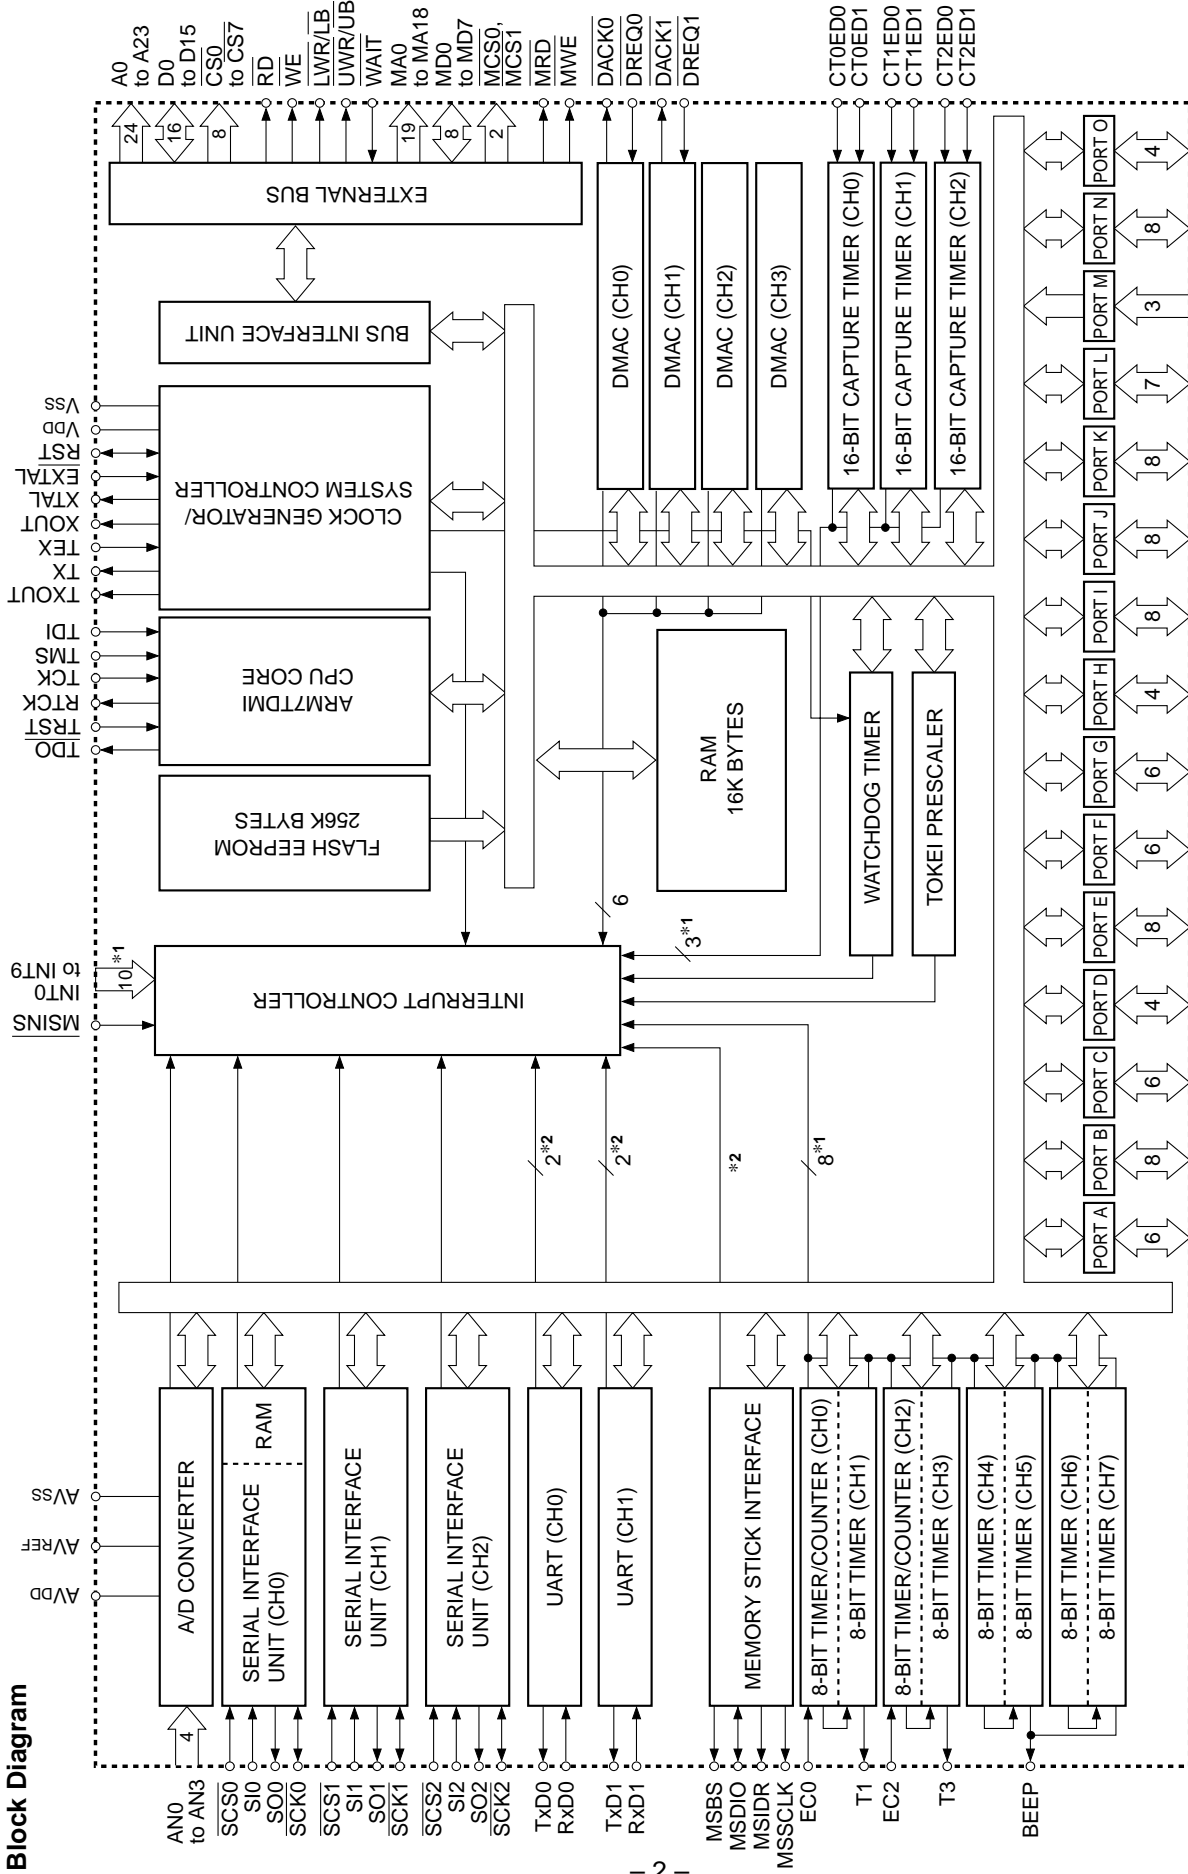 Block Diagram
AN0
to AN3
4
SCS0
SI0
SO0
SCK0
SCS1
SI1
SO1
SCK1
SCS2
SI2
SO2
SCK2
TxD0
RxD0
TxD1
RxD1
MSBS
MSDIO
MSIDR
MSSCLK
EC0
T1
EC2
T3
BEEP
AVDD
AVREF
AVSS
A/D CONVERTER
SERIAL INTERFACE
UNIT (CH0)
RAM
SERIAL INTERFACE
UNIT (CH1)
SERIAL INTERFACE
UNIT (CH2)
UART (CH0)
UART (CH1)
MEMORY STICK INTERFACE
8-BIT TIMER/COUNTER (CH0)
8-BIT TIMER (CH1)
8-BIT TIMER/COUNTER (CH2)
8-BIT TIMER (CH3)
8-BIT TIMER (CH4)
8-BIT TIMER (CH5)
8-BIT TIMER (CH6)
8-BIT TIMER (CH7)
2*2
2*2
*2
8*1
MSINS
INT0
to INT9
10
*1
INTERRUPT CONTROLLER
6
3*1
FLASH EEPROM
256K BYTES
TDO
TRST
RTCK
TCK
TMS
TDI
ARM7TDMI
CPU CORE
TXOUT
TX
TEX
XOUT
XTAL
EXTAL
RST
VDD
VSS
CLOCK GENERATOR/
SYSTEM CONTROLLER
BUS INTERFACE UNIT
EXTERNAL BUS
RAM
16K BYTES
WATCHDOG TIMER
TOKEI PRESCALER
DMAC (CH0)
DMAC (CH1)
DMAC (CH2)
DMAC (CH3)
16-BIT CAPTURE TIMER (CH0)
16-BIT CAPTURE TIMER (CH1)
16-BIT CAPTURE TIMER (CH2)
24
16
8
19
8
2
A0
to A23
D0
to D15
CS0
to CS7
RD
WE
LWR/LB
UWR/UB
WAIT
MA0
to MA18
MD0
to MD7
MCS0,
MCS1
MRD
MWE
DACK0
DREQ0
DACK1
DREQ1
CT0ED0
CT0ED1
CT1ED0
CT1ED1
CT2ED0
CT2ED1
PORT A
6
PORT B
8
PORT C
6
PORT D
4
PORT E
8
PORT F
6
PORT G
6
PORT H
4
PORT I
8
PORT J
8
PORT K
8
PORT L
7
PORT M
3
PORT N
8
PORT O
4
– 2 –